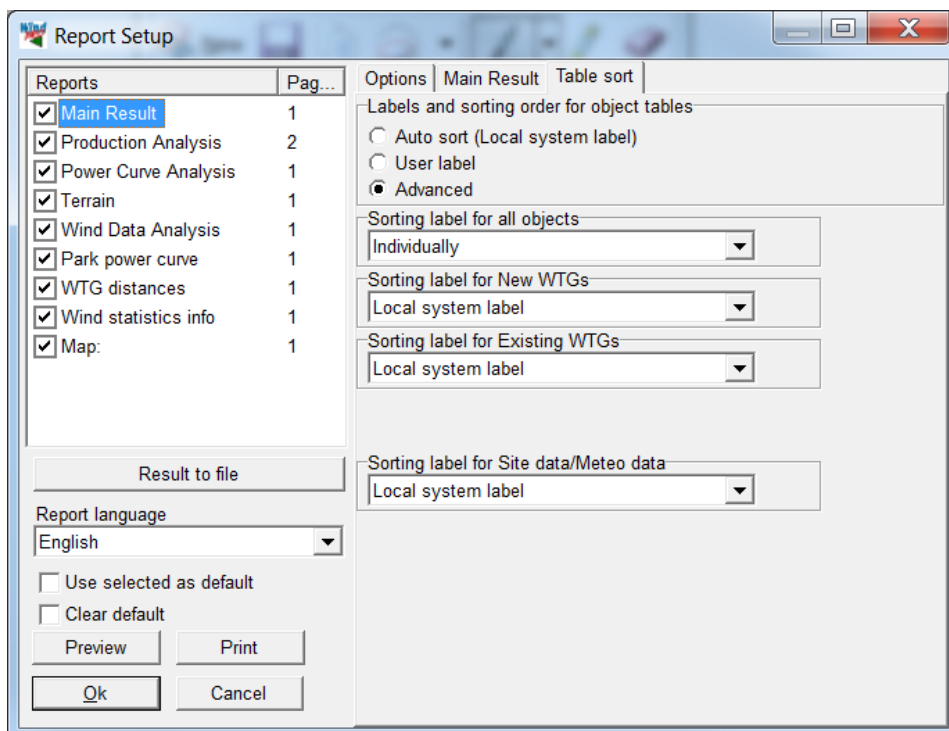 Wind
Report Setup
Reports Pag...
Main Result 1
Production Analysis 2
Power Curve Analysis 1
Terrain 1
Wind Data Analysis 1
Park power curve 1
WTG distances 1
Wind statistics info 1
Map: 1
Result to file
Report language
English
Use selected as default
Clear default
Preview Print
Ok Cancel
Options Main Result Table sort
Labels and sorting order for object tables
Auto sort (Local system label)
User label
Advanced
Sorting label for all objects
Individually
Sorting label for New WTGs
Local system label
Sorting label for Existing WTGs
Local system label
Sorting label for Site data/Meteo data
Local system label